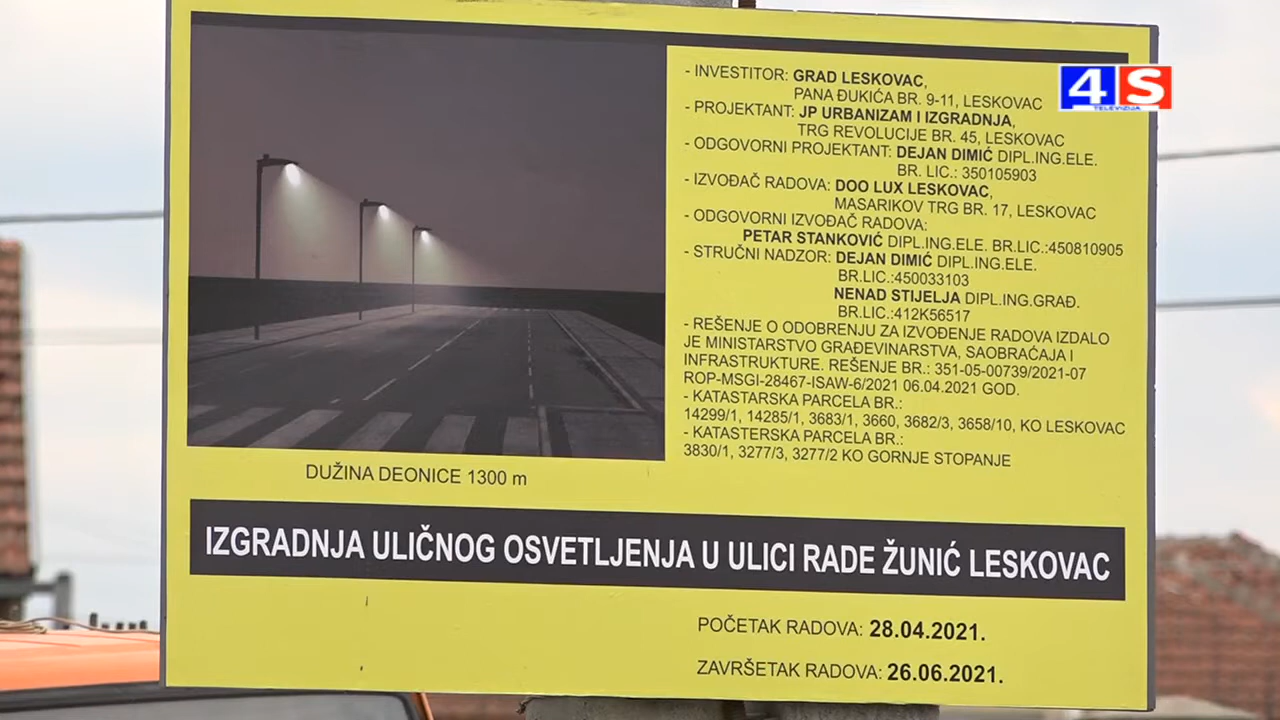 - INVESTITOR: GRAD LESKOVAC,
PANA ĐUKIĆA BR. 9-11, LESKOVAC
- PROJEKTANT: JP URBANIZAM I IZGRADNJA,
TRG REVOLUCIJE BR. 45, LESKOVAC
- ODGOVORNI PROJEKTANT: DEJAN DIMIĆ DIPL.ING.ELE.
BR. LIC.: 350105903
- IZVOĐAČ RADOVA: DOO LUX LESKOVAC,
MASARIKOV TRG BR. 17, LESKOVAC
- ODGOVORNI IZVOĐAČ RADOVA:
PETAR STANKOVIĆ DIPL.ING.ELE. BR.LIC.:450810905
- STRUČNI NADZOR: DEJAN DIMIĆ DIPL.ING.ELE.
BR.LIC.:450033103
NENAD STIJELJA DIPL.ING.GRAĐ.
BR.LIC.:412K56517
- REŠENJE O ODOBRENJU ZA IZVOĐENJE RADOVA IZDALO
JE MINISTARSTVO GRAĐEVINARSTVA, SAOBRAĆAJA I
INFRASTRUKTURE. REŠENJE BR.: 351-05-00739/2021-07
ROP-MSGI-28467-ISAW-6/2021 06.04.2021 GOD.
- KATASTARSKA PARCELA BR.:
14299/1, 14285/1, 3683/1, 3660, 3682/3, 3658/10, KO LESKOVAC
- KATASTERSKA PARCELA BR.:
3830/1, 3277/3, 3277/2 KO GORNJE STOPANJE
DUŽINA DEONICE 1300 m
IZGRADNJA ULIČNOG OSVETLJENJA U ULICI RADE ŽUNIĆ LESKOVAC
POČETAK RADOVA: 28.04.2021.
ZAVRŠETAK RADOVA: 26.06.2021.
4S
TELEVIZIJA